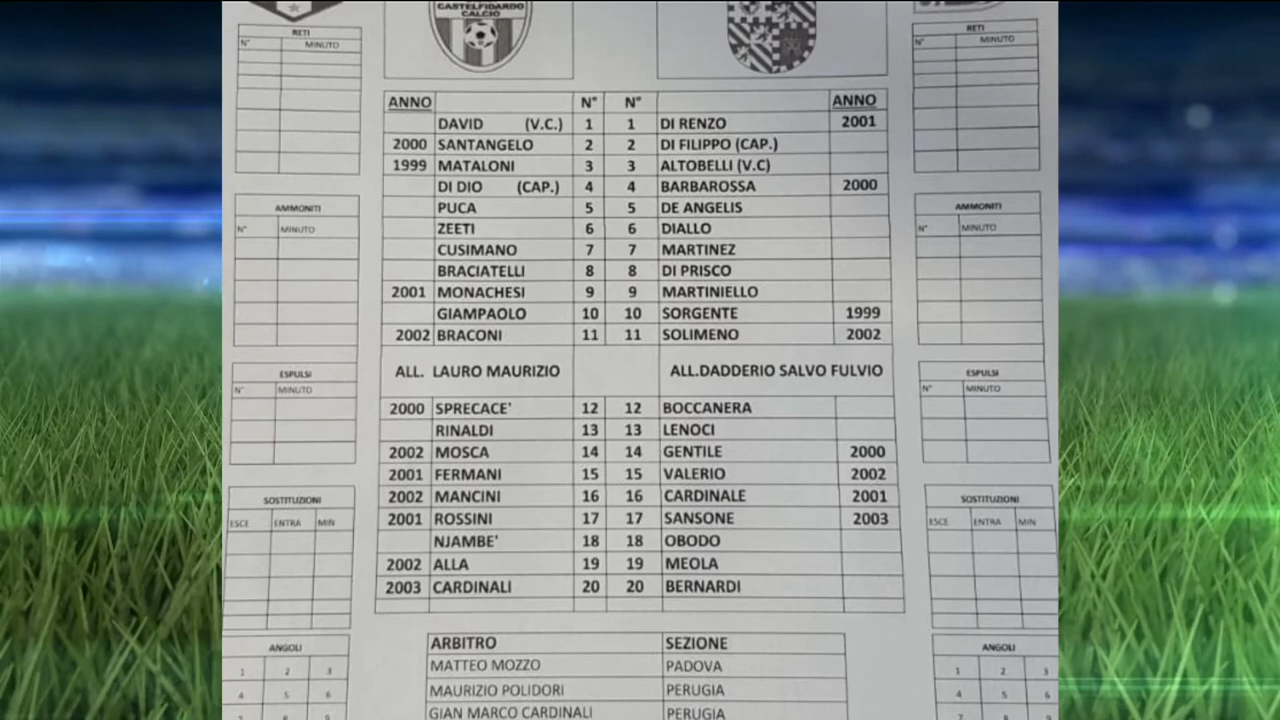 CASTELFIDARDO
CALCIO
RETI
N° MINUTO
AMMONITI
N° MINUTO
ESPULSI
N° MINUTO
SOSTITUZIONI
ESCE ENTRA MIN
ANGOLI
1 2 3
4 5 6
ANNO N° N° ANNO
DAVID (V.C.) 1 1 DI RENZO 2001
2000 SANTANGELO 2 2 DI FILIPPO (CAP.)
1999 MATALONI 3 3 ALTOBELLI (V.C)
DI DIO (CAP.) 4 4 BARBAROSSA 2000
PUCA 5 5 DE ANGELIS
ZEETI 6 6 DIALLO
CUSIMANO 7 7 MARTINEZ
BRACIATELLI 8 8 DI PRISCO
2001 MONACHESI 9 9 MARTINIELLO
GIAMPAOLO 10 10 SORGENTE 1999
2002 BRACONI 11 11 SOLIMENO 2002
ALL. LAURO MAURIZIO ALL.DADDERIO SALVO FULVIO
2000 SPRECACE' 12 12 BOCCANERA
RINALDI 13 13 LENOCI
2002 MOSCA 14 14 GENTILE 2000
2001 FERMANI 15 15 VALERIO 2002
2002 MANCINI 16 16 CARDINALE 2001
2001 ROSSINI 17 17 SANSONE 2003
NJAMBE' 18 18 OBODO
2002 ALLA 19 19 MEOLA
2003 CARDINALI 20 20 BERNARDI
ARBITRO SEZIONE
MATTEO MOZZO PADOVA
MAURIZIO POLIDORI PERUGIA
GIAN MARCO CARDINALI PERUGIA
RETI
N° MINUTO
AMMONITI
N° MINUTO
ESPULSI
N° MINUTO
SOSTITUZIONI
ESCE ENTRA MIN
ANGOLI
1 2 3
4 5 6